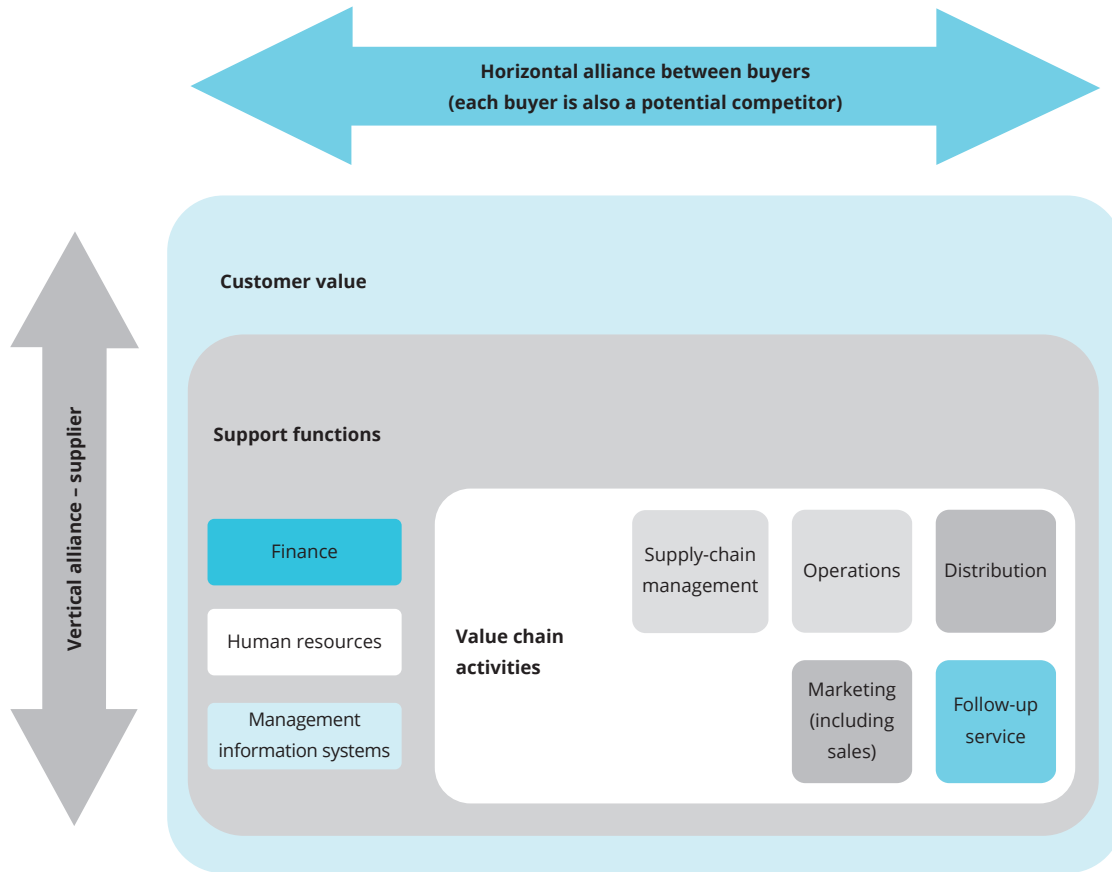 Horizontal alliance between buyers
(each buyer is also a potential competitor)
Customer value
Vertical alliance – supplier
Support functions
Finance
Human resources
Management
information systems
Value chain
activities
Supply-chain
management
Operations
Distribution
Marketing
(including
sales)
Follow-up
service